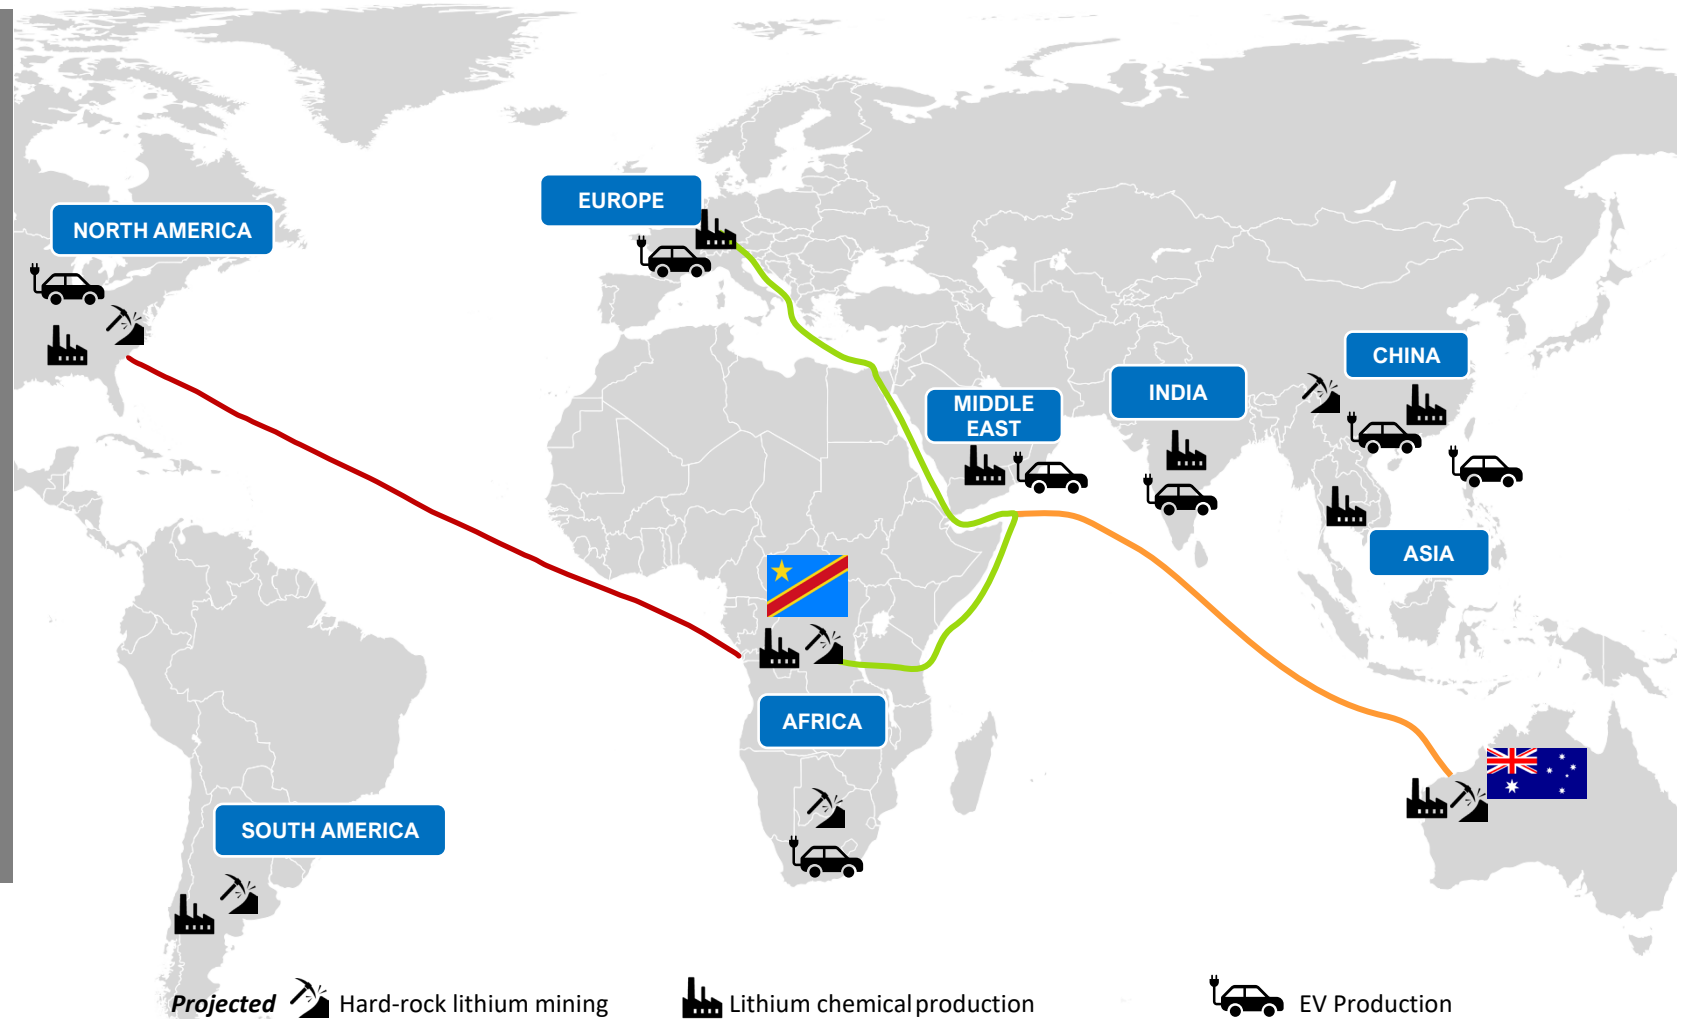 EUROPE
NORTH AMERICA
CHINA
INDIA
MIDDLE
EAST
ASIA
AFRICA
SOUTH AMERICA
Projected Hard-rock lithium mining Lithium chemical production EV Production